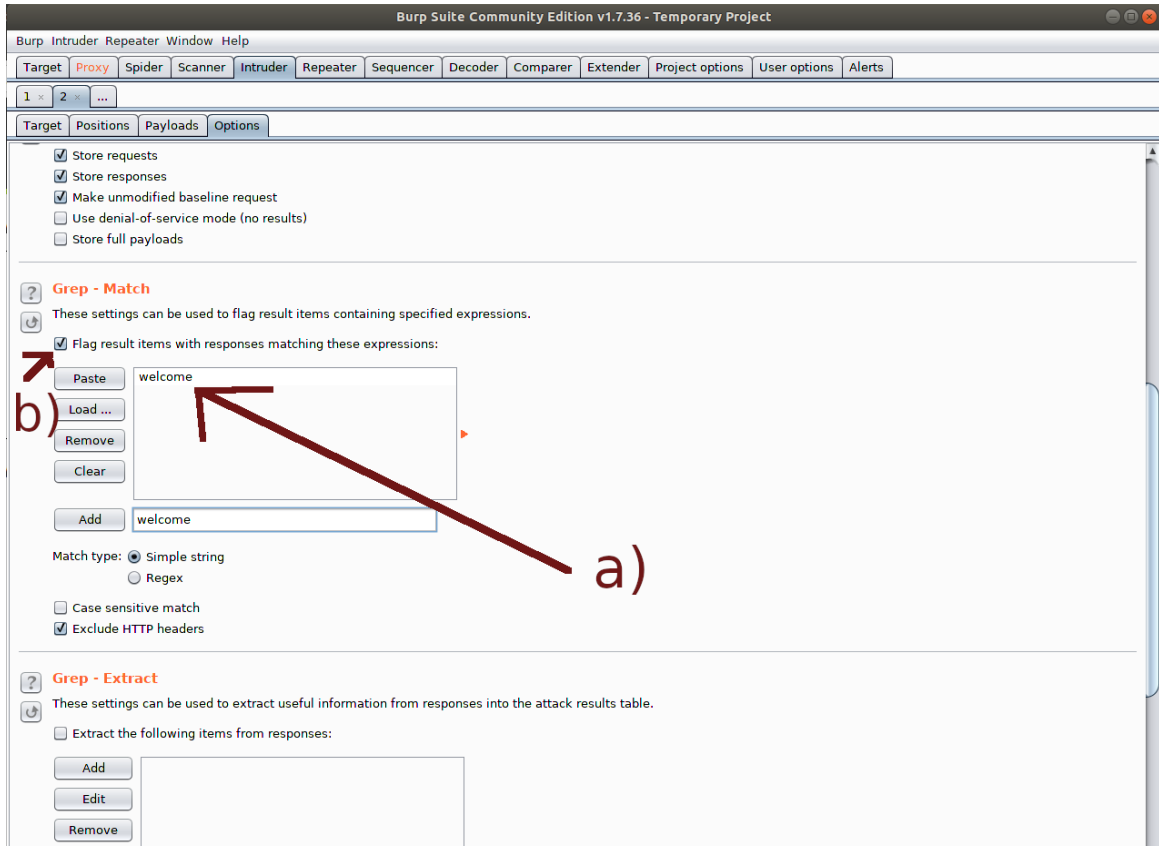 Burp Suite Community Edition v1.7.36 - Temporary Project
Burp Intruder Repeater Window Help
Target Proxy Spider Scanner Intruder Repeater Sequencer Decoder Comparer Extender Project options User options Alerts
1 × 2 × ...
Target Positions Payloads Options
Store requests
Store responses
Make unmodified baseline request
Use denial-of-service mode (no results)
Store full payloads
? Grep - Match
These settings can be used to flag result items containing specified expressions.
Flag result items with responses matching these expressions:
Paste welcome
b) Load ...
Remove
Clear
Add welcome
Match type: Simple string
a)
Regex
Case sensitive match
Exclude HTTP headers
? Grep - Extract
These settings can be used to extract useful information from responses into the attack results table.
Extract the following items from responses:
Add
Edit
Remove